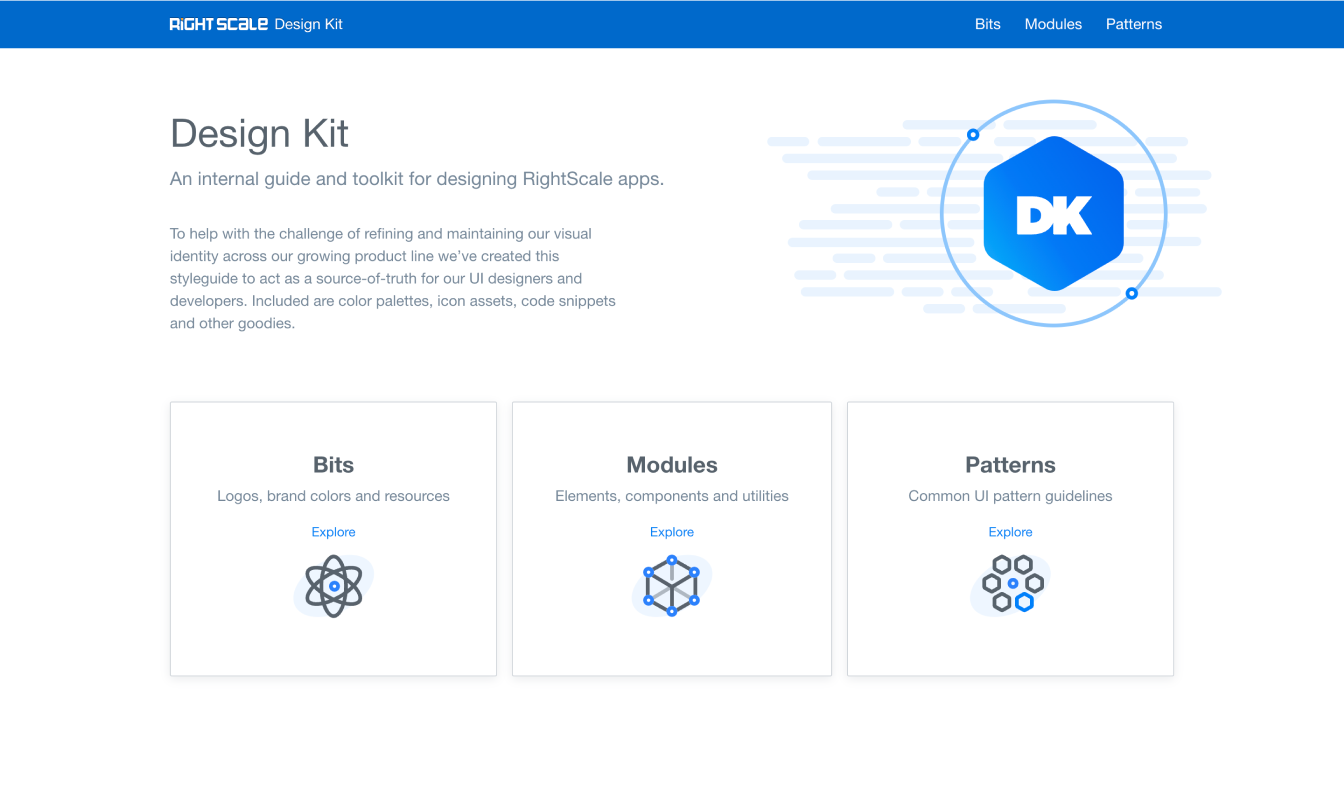 RIGHTSCALE Design Kit
Bits Modules Patterns
Design Kit
An internal guide and toolkit for designing RightScale apps.
To help with the challenge of refining and maintaining our visual
identity across our growing product line we’ve created this
styleguide to act as a source-of-truth for our UI designers and
developers. Included are color palettes, icon assets, code snippets
and other goodies.
DK
Bits
Logos, brand colors and resources
Explore
Modules
Elements, components and utilities
Explore
Patterns
Common UI pattern guidelines
Explore